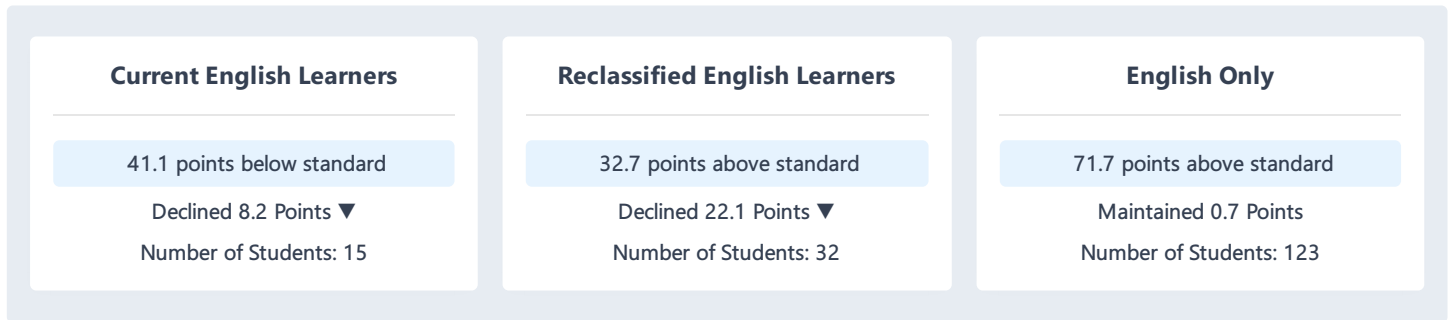 Current English Learners
41.1 points below standard
Declined 8.2 Points ▼
Number of Students: 15
Reclassified English Learners
32.7 points above standard
Declined 22.1 Points ▼
Number of Students: 32
English Only
71.7 points above standard
Maintained 0.7 Points
Number of Students: 123